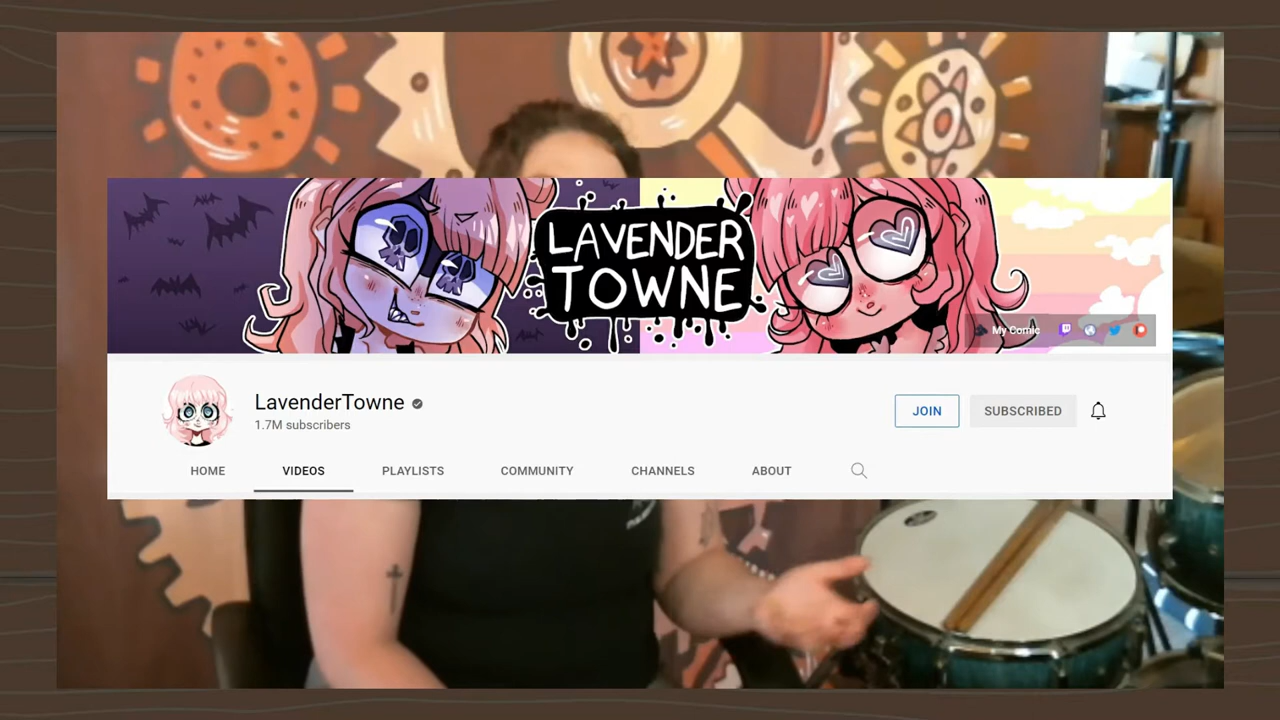 LAVENDER
TOWNE
My Comic
LavenderTowne
1.7M subscribers
JOIN
SUBSCRIBED
HOME
VIDEOS
PLAYLISTS
COMMUNITY
CHANNELS
ABOUT